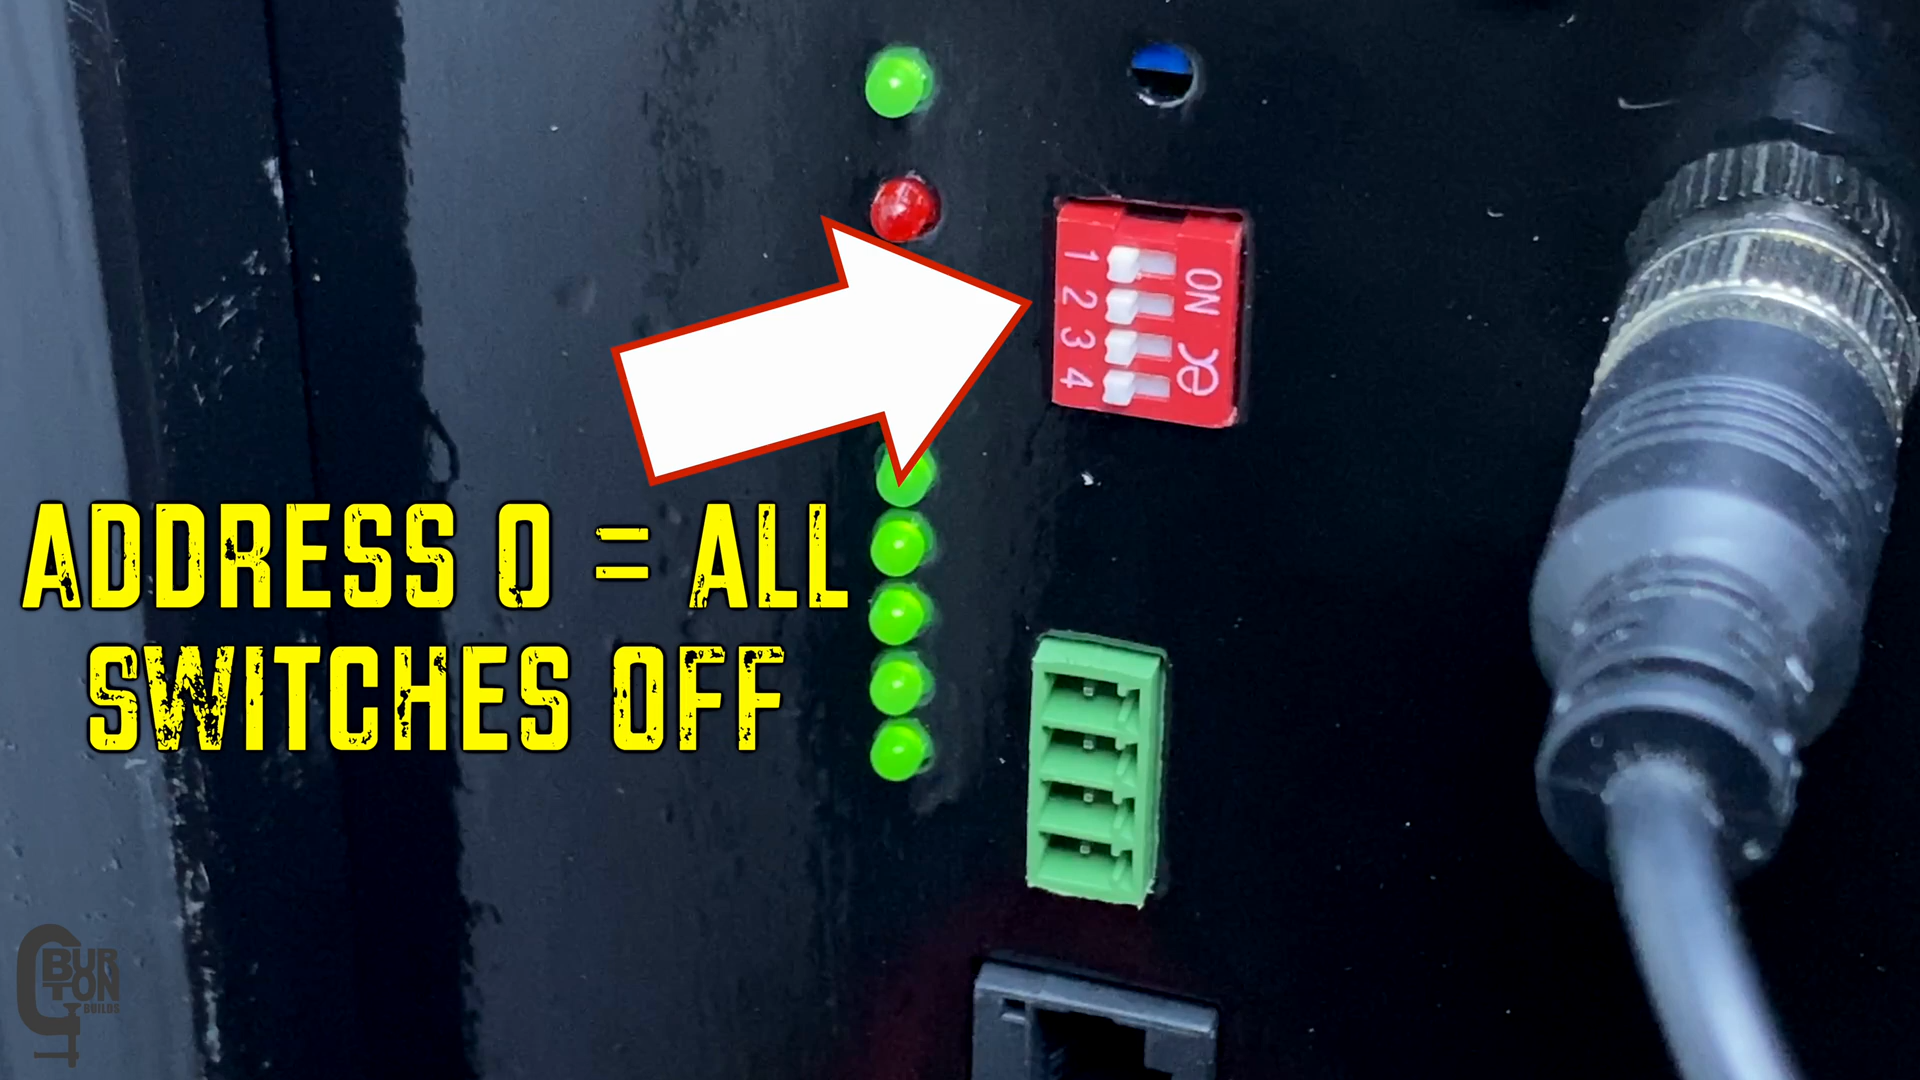 ON
1
2
3
4
ADDRESS 0 = ALL
SWITCHES OFF
BUR
TON
BUILDS